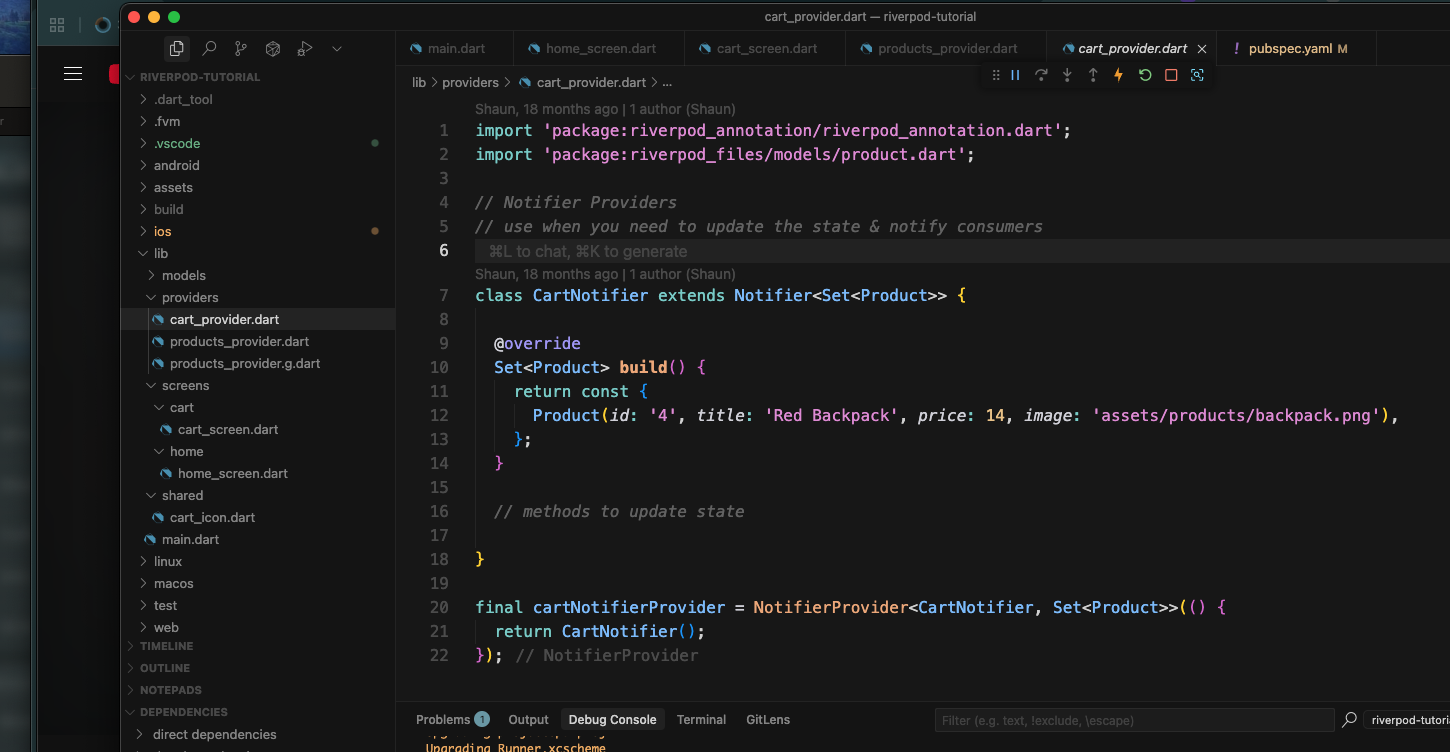 cart_provider.dart — riverpod-tutorial
main.dart
home_screen.dart
cart_screen.dart
products_provider.dart
cart_provider.dart
! pubspec.yaml M
RIVERPOD-TUTORIAL
.dart_tool
.fvm
.vscode
android
assets
build
ios
lib
models
providers
cart_provider.dart
products_provider.dart
products_provider.g.dart
screens
cart
cart_screen.dart
home
home_screen.dart
shared
cart_icon.dart
main.dart
linux
macos
test
web
TIMELINE
OUTLINE
NOTEPADS
DEPENDENCIES
direct dependencies
lib > providers > cart_provider.dart > ...
Shaun, 18 months ago | 1 author (Shaun)
1 import 'package:riverpod_annotation/riverpod_annotation.dart';
2 import 'package:riverpod_files/models/product.dart';
3
4 // Notifier Providers
5 // use when you need to update the state & notify consumers
6 ⌘L to chat, ⌘K to generate
Shaun, 18 months ago | 1 author (Shaun)
7 class CartNotifier extends Notifier<Set<Product>> {
8
9 @override
10 Set<Product> build() {
11 return const {
12 Product(id: '4', title: 'Red Backpack', price: 14, image: 'assets/products/backpack.png'),
13 };
14 }
15
16 // methods to update state
17
18 }
19
20 final cartNotifierProvider = NotifierProvider<CartNotifier, Set<Product>>(() {
21 return CartNotifier();
22 }); // NotifierProvider
Problems 1
Output
Debug Console
Terminal
GitLens
Filter (e.g. text, !exclude, \escape)
Upgrading Runner.xcscheme